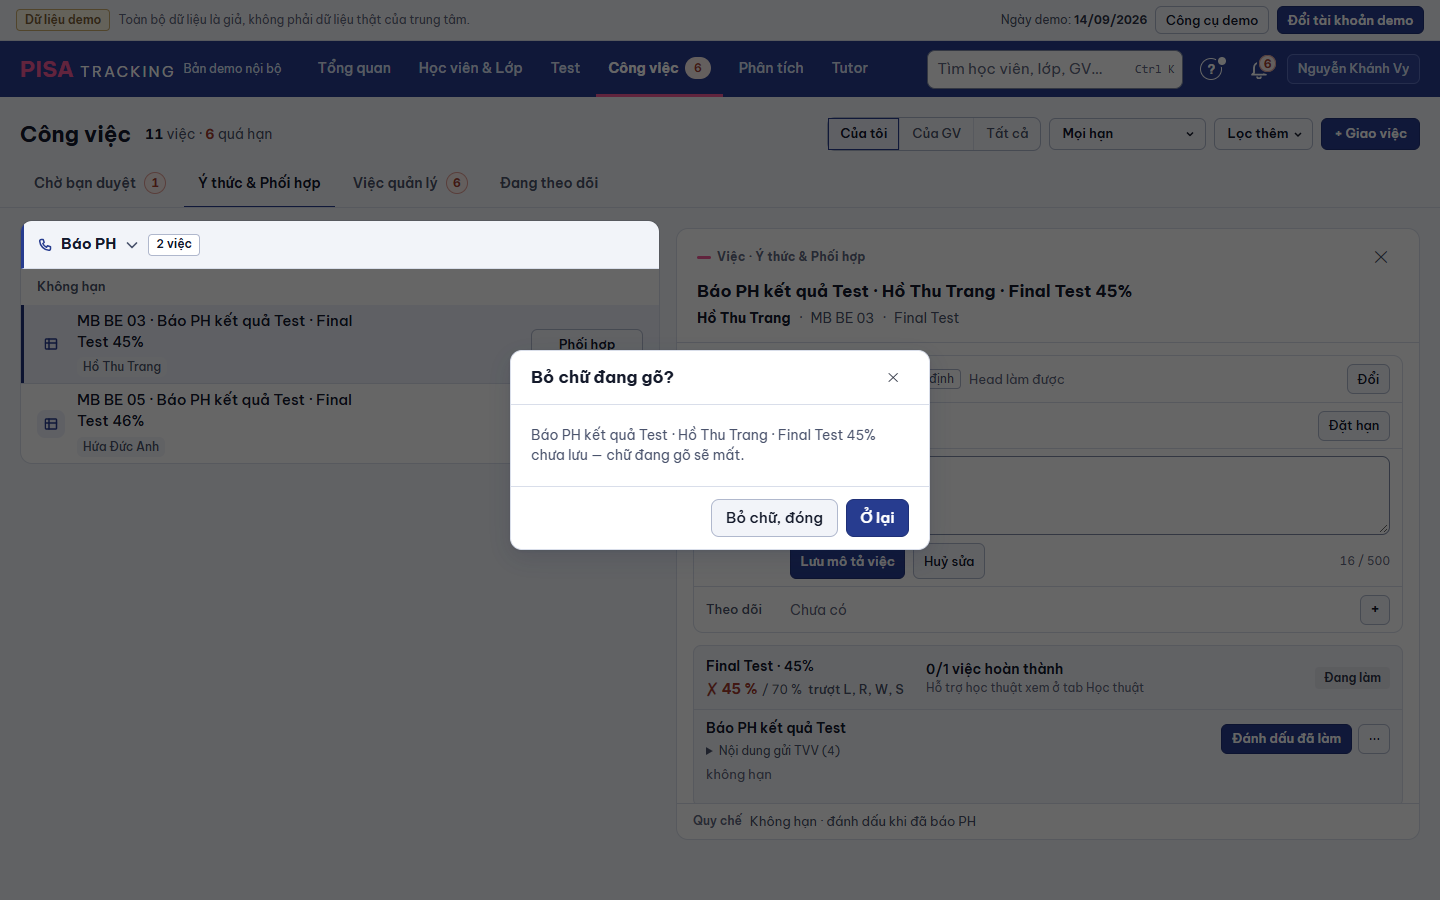 Dữ liệu demo Toàn bộ dữ liệu là giả, không phải dữ liệu thật của trung tâm. Ngày demo: 14/09/2026 Công cụ demo Đổi tài khoản demo
PISA TRACKING Bản demo nội bộ Tổng quan Học viên & Lớp Test Công việc 6 Phân tích Tutor Tìm học viên, lớp, GV... Ctrl K ? 6 Nguyễn Khánh Vy
Công việc 11 việc · 6 quá hạn Của tôi Của GV Tất cả Mọi hạn Lọc thêm + Giao việc
Chờ bạn duyệt 1 Ý thức & Phối hợp Việc quản lý 6 Đang theo dõi
Báo PH 2 việc
Không hạn
MB BE 03 · Báo PH kết quả Test · Final
Test 45%
Phối hợp
Hồ Thu Trang
MB BE 05 · Báo PH kết quả Test · Final
Test 46%
Hứa Đức Anh
Việc · Ý thức & Phối hợp
Báo PH kết quả Test · Hồ Thu Trang · Final Test 45%
Hồ Thu Trang · MB BE 03 · Final Test
định Head làm được Đổi
Đặt hạn
Bỏ chữ đang gõ?
Báo PH kết quả Test · Hồ Thu Trang · Final Test 45%
chưa lưu — chữ đang gõ sẽ mất.
Bỏ chữ, đóng Ở lại
Lưu mô tả việc Huỷ sửa 16 / 500
Theo dõi Chưa có +
Final Test · 45% 0/1 việc hoàn thành Đang làm
✗ 45 % / 70 % trượt L, R, W, S Hỗ trợ học thuật xem ở tab Học thuật
Báo PH kết quả Test Đánh dấu đã làm ...
Nội dung gửi TVV (4)
không hạn
Quy chế Không hạn · đánh dấu khi đã báo PH